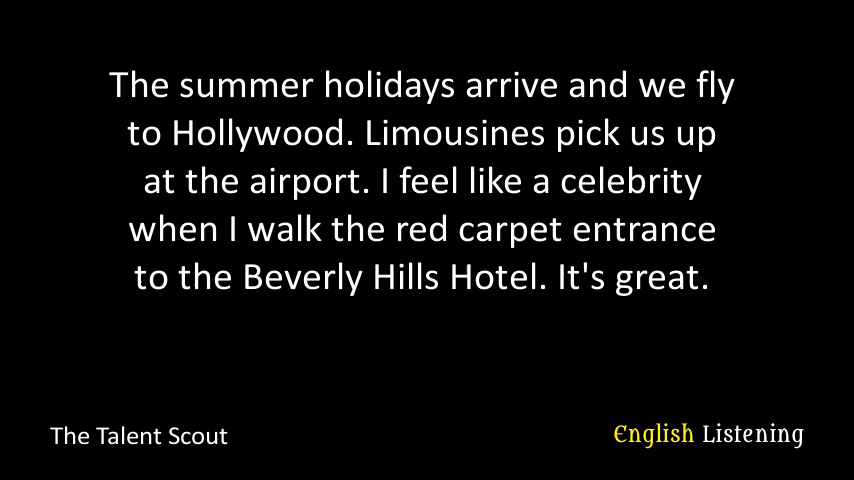 The summer holidays arrive and we fly
to Hollywood. Limousines pick us up
at the airport. I feel like a celebrity
when I walk the red carpet entrance
to the Beverly Hills Hotel. It's great.
The Talent Scout
English Listening